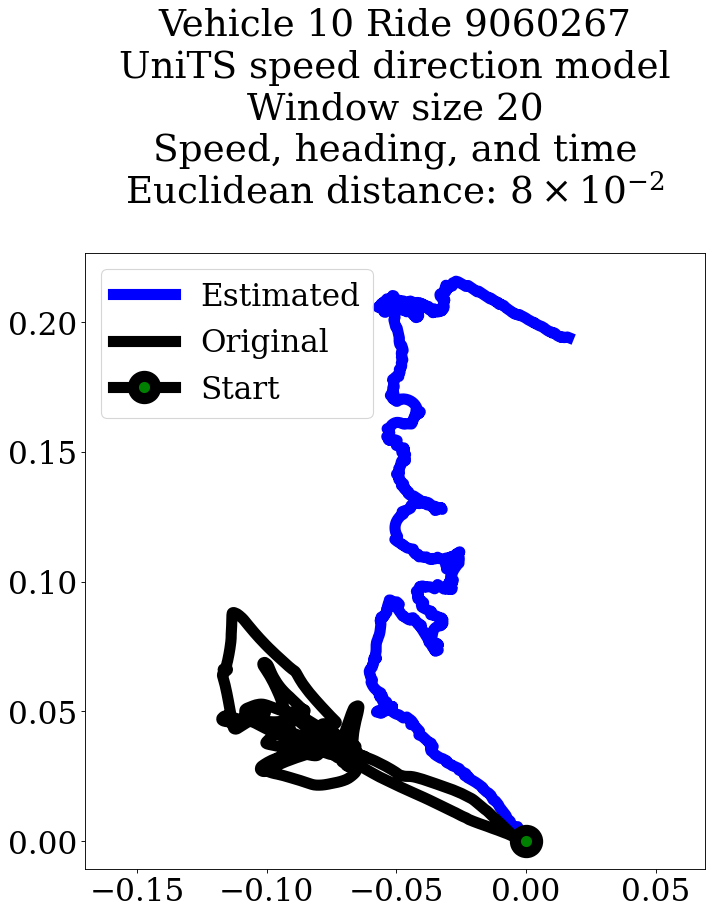 Vehicle 10 Ride 9060267
UniTS speed direction model
Window size 20
Speed, heading, and time
Euclidean distance: 8 × 10⁻²
Estimated
Original
Start
0.20
0.15
0.10
0.05
0.00
−0.15 −0.10 −0.05 0.00 0.05